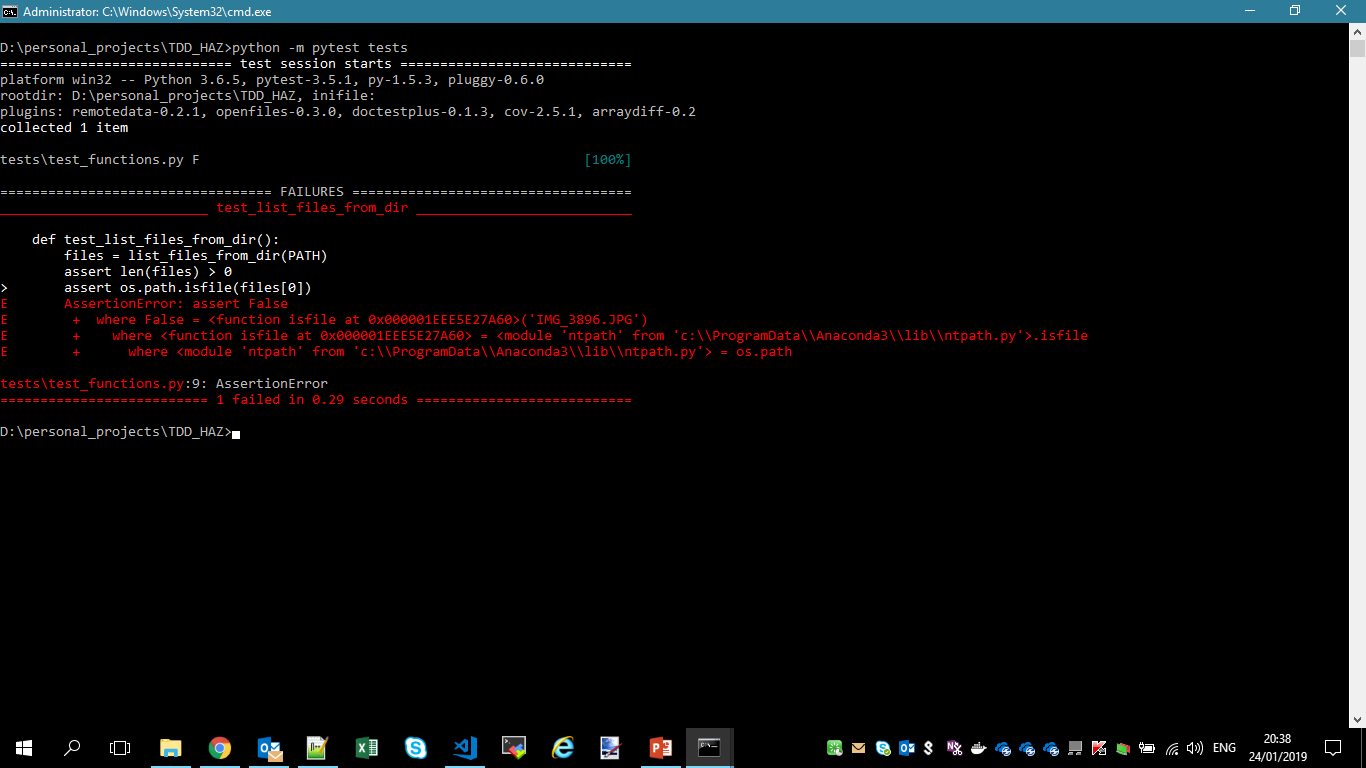 Administrator: C:\Windows\System32\cmd.exe
D:\personal_projects\TDD_HAZ>python -m pytest tests
============================= test session starts =============================
platform win32 -- Python 3.6.5, pytest-3.5.1, py-1.5.3, pluggy-0.6.0
rootdir: D:\personal_projects\TDD_HAZ, inifile:
plugins: remotedata-0.2.1, openfiles-0.3.0, doctestplus-0.1.3, cov-2.5.1, arraydiff-0.2
collected 1 item
tests\test_functions.py F                                                [100%]
================================== FAILURES ===================================
__________________________ test_list_files_from_dir ___________________________
    def test_list_files_from_dir():
        files = list_files_from_dir(PATH)
        assert len(files) > 0
>       assert os.path.isfile(files[0])
E       AssertionError: assert False
E        +  where False = <function isfile at 0x000001EEE5E27A60>('IMG_3896.JPG')
E        +    where <function isfile at 0x000001EEE5E27A60> = <module 'ntpath' from 'c:\\ProgramData\\Anaconda3\\lib\\ntpath.py'>.isfile
E        +      where <module 'ntpath' from 'c:\\ProgramData\\Anaconda3\\lib\\ntpath.py'> = os.path
tests\test_functions.py:9: AssertionError
========================== 1 failed in 0.29 seconds ===========================
D:\personal_projects\TDD_HAZ>
ENG
20:38
24/01/2019